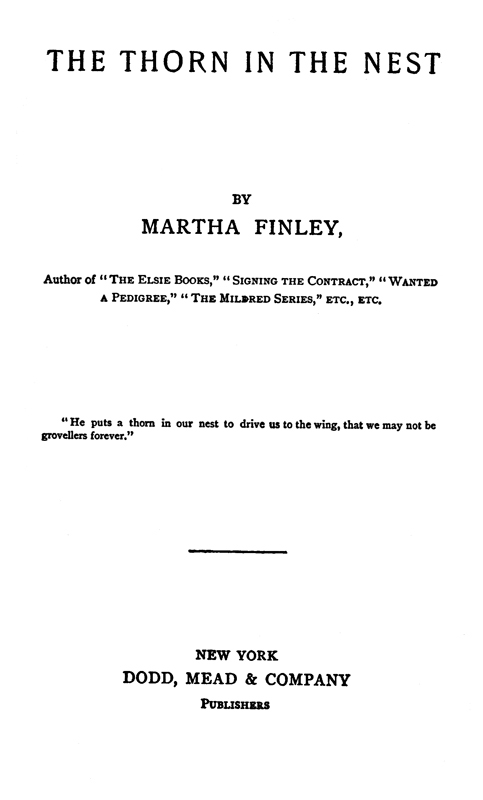 THE THORN IN THE NEST
BY
MARTHA FINLEY,
Author of “THE ELSIE BOOKS,” “SIGNING THE CONTRACT,” “WANTED
A PEDIGREE,” “THE MILDRED SERIES,” ETC., ETC.
“He puts a thorn in our nest to drive us to the wing, that we may not be
grovellers forever.”
NEW YORK
DODD, MEAD & COMPANY
PUBLISHERS